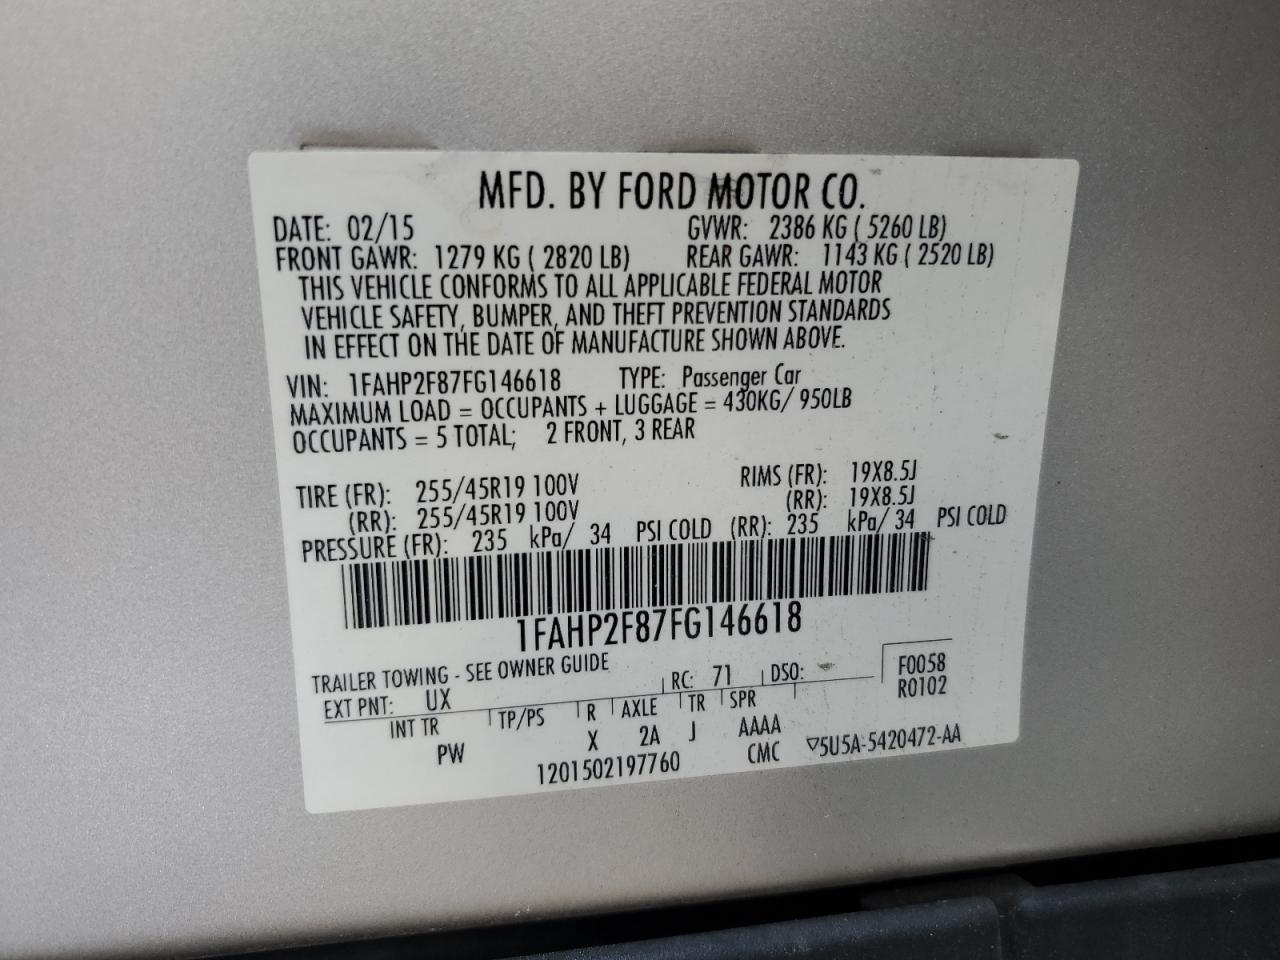 MFD. BY FORD MOTOR CO.
DATE: 02/15 GVWR: 2386 KG ( 5260 LB)
FRONT GAWR: 1279 KG ( 2820 LB) REAR GAWR: 1143 KG ( 2520 LB)
THIS VEHICLE CONFORMS TO ALL APPLICABLE FEDERAL MOTOR
VEHICLE SAFETY, BUMPER, AND THEFT PREVENTION STANDARDS
IN EFFECT ON THE DATE OF MANUFACTURE SHOWN ABOVE.
VIN: 1FAHP2F87FG146618 TYPE: Passenger Car
MAXIMUM LOAD = OCCUPANTS + LUGGAGE = 430KG/ 950LB
OCCUPANTS = 5 TOTAL; 2 FRONT, 3 REAR
TIRE (FR): 255/45R19 100V RIMS (FR): 19X8.5J
(RR): 255/45R19 100V (RR): 19X8.5J
PRESSURE (FR): 235 kPa/ 34 PSI COLD (RR): 235 kPa/ 34 PSI COLD
1FAHP2F87FG146618
TRAILER TOWING - SEE OWNER GUIDE
EXT PNT: UX RC: 71 DSO: F0058
R0102
INT TR TP/PS R AXLE TR SPR
PW X 2A J AAAA
1201502197760 CMC ▽5U5A-5420472-AA